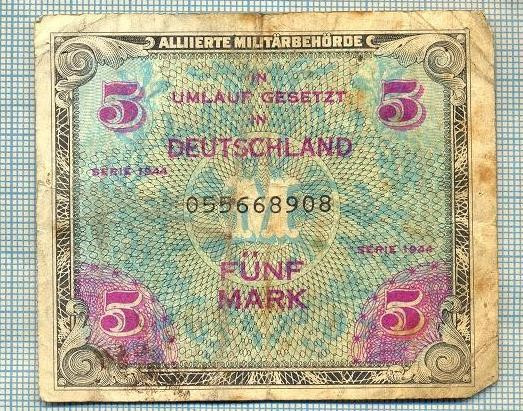 ALLIIERTE MILITÄRBEHÖRDE
5 5
IN
UMLAUF GESETZT
IN
DEUTSCHLAND
SERIE 1944
M
055668908
SERIE 1944
FÜNF
MARK
5 5